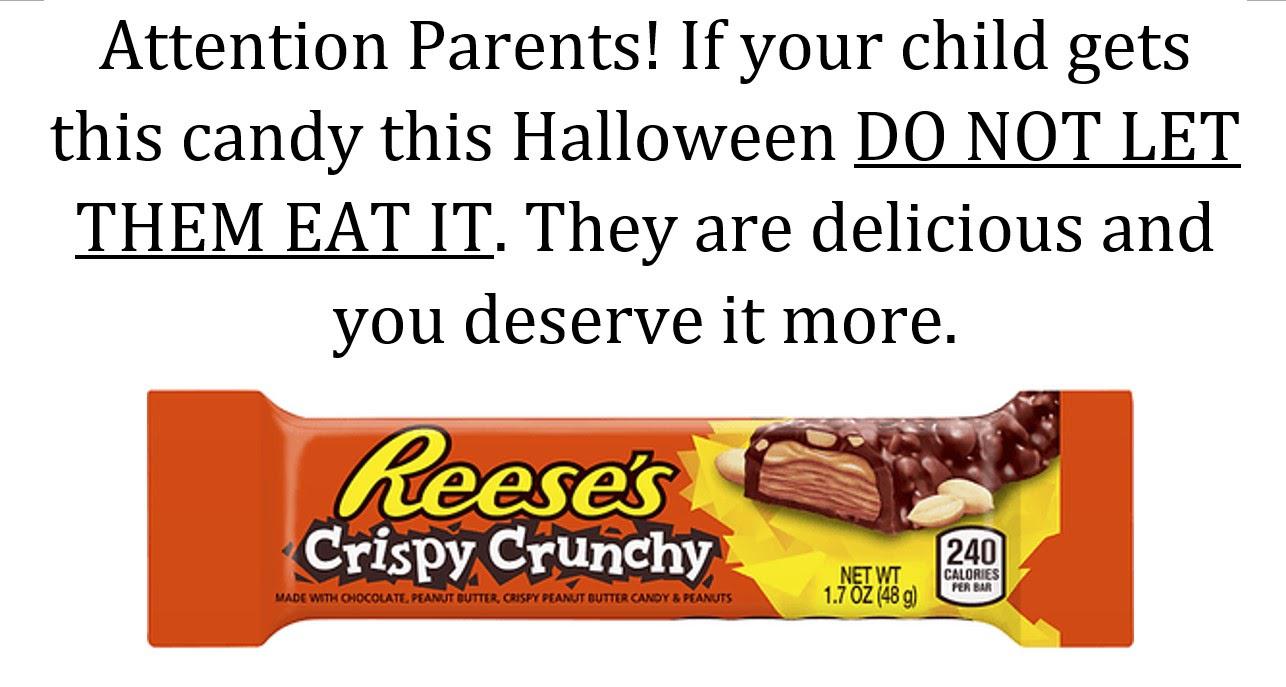 Attention Parents! If your child gets
this candy this Halloween DO NOT LET
THEM EAT IT. They are delicious and
you deserve it more.
Reese's
Crispy Crunchy
MADE WITH CHOCOLATE, PEANUT BUTTER, CRISPY PEANUT BUTTER CANDY & PEANUTS
NET WT
1.7 OZ (48 g)
240
CALORIES
PER BAR